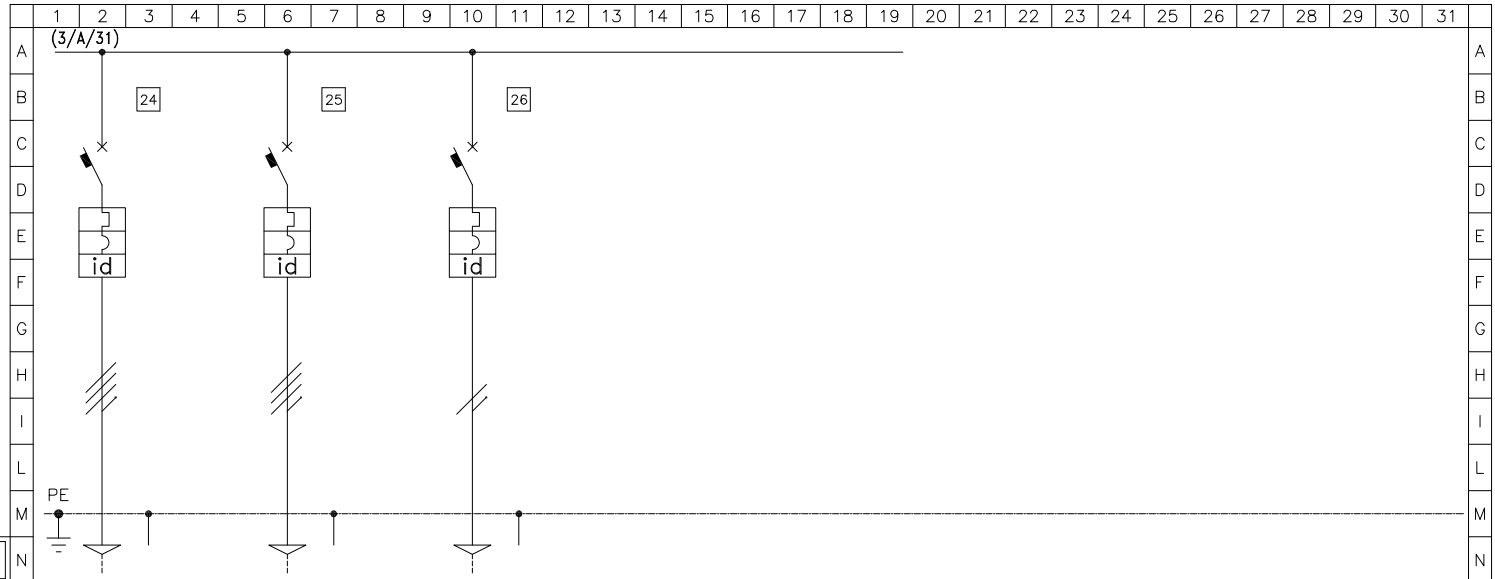 1 2 3 4 5 6 7 8 9 10 11 12 13 14 15 16 17 18 19 20 21 22 23 24 25 26 27 28 29 30 31
(3/A/31)
A A
B 24 25 26 B
C C
D D
E E
id id id
F F
G G
H H
I I
L L
PE
M M
N N